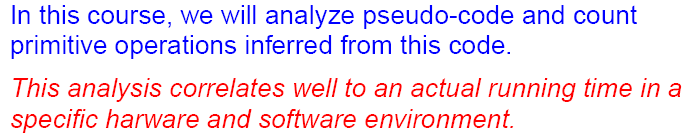 In this course, we will analyze pseudo-code and count
primitive operations inferred from this code.
This analysis correlates well to an actual running time in a
specific harware and software environment.